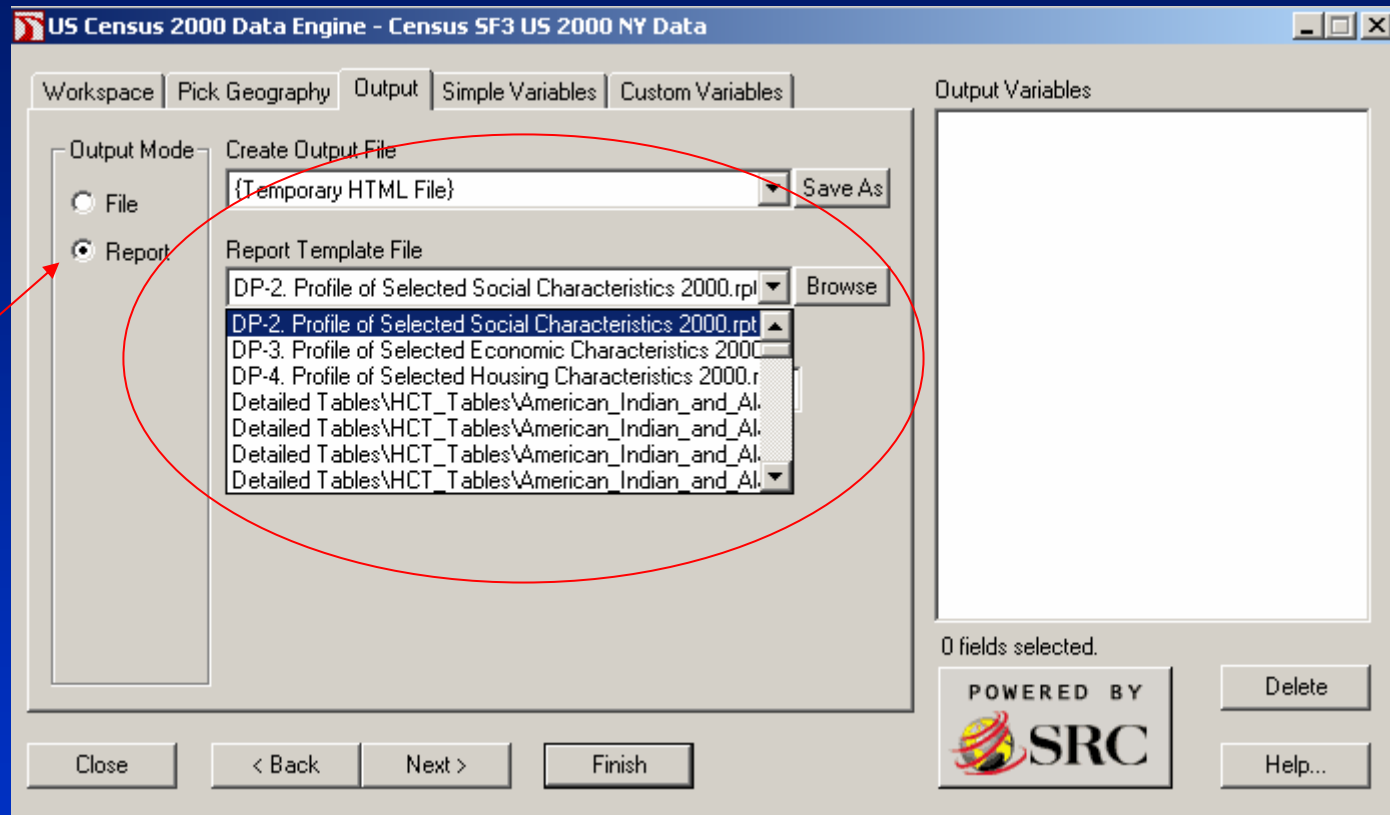 US Census 2000 Data Engine - Census SF3 US 2000 NY Data
Workspace
Pick Geography
Output
Simple Variables
Custom Variables
Output Mode
File
Report
Create Output File
{Temporary HTML File}
Save As
Report Template File
DP-2. Profile of Selected Social Characteristics 2000.rpt
Browse
DP-2. Profile of Selected Social Characteristics 2000.rpt
DP-3. Profile of Selected Economic Characteristics 2000
DP-4. Profile of Selected Housing Characteristics 2000.r
Detailed Tables\HCT_Tables\American_Indian_and_Al
Detailed Tables\HCT_Tables\American_Indian_and_Al
Detailed Tables\HCT_Tables\American_Indian_and_Al
Detailed Tables\HCT_Tables\American_Indian_and_Al
Output Variables
0 fields selected.
POWERED BY
SRC
Delete
Help...
Close
< Back
Next >
Finish